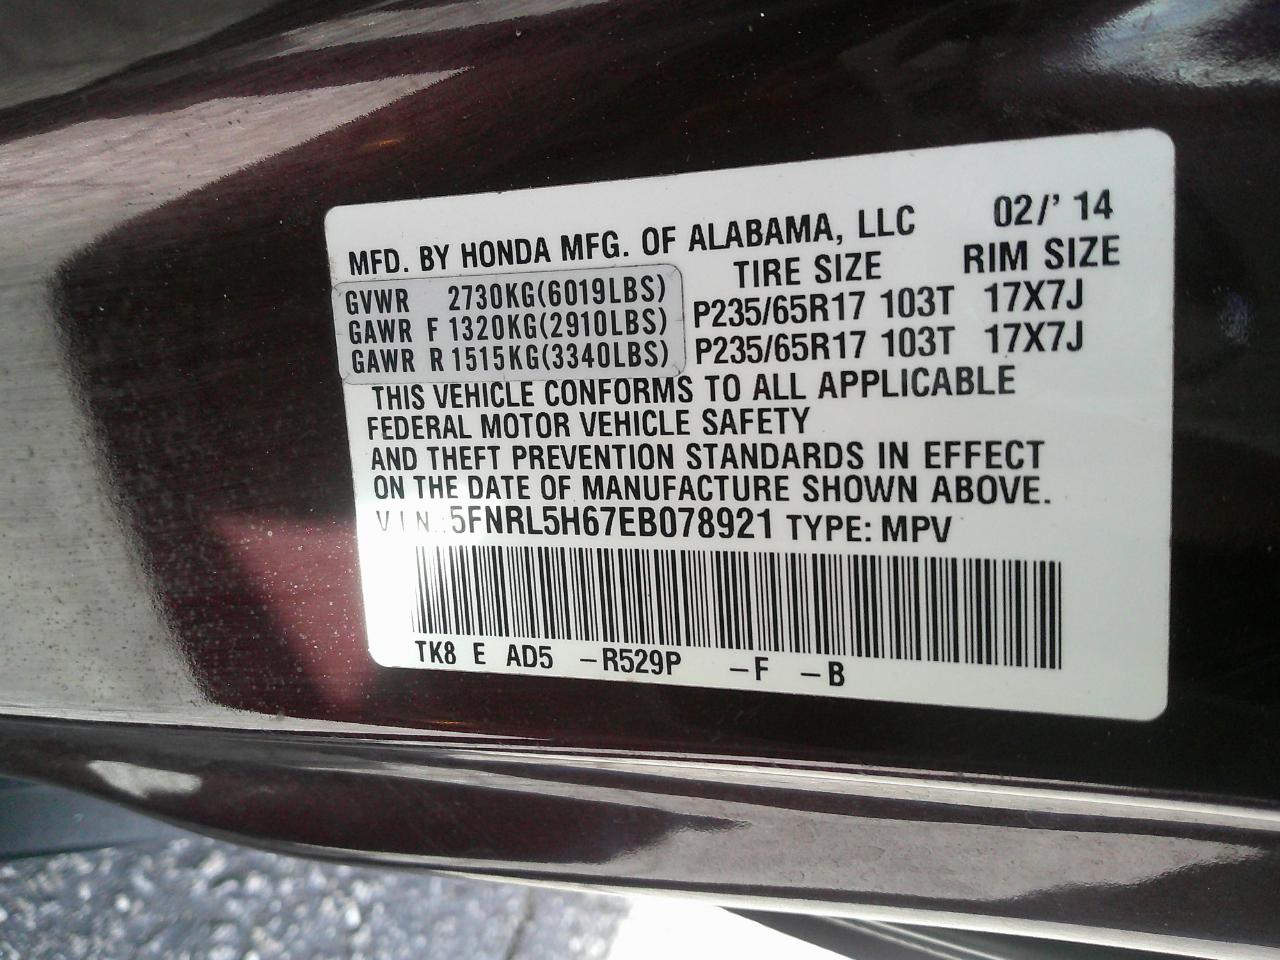 MFD. BY HONDA MFG. OF ALABAMA, LLC 02/' 14
TIRE SIZE RIM SIZE
GVWR 2730KG(6019LBS)
GAWR F 1320KG(2910LBS) P235/65R17 103T 17X7J
GAWR R 1515KG(3340LBS) P235/65R17 103T 17X7J
THIS VEHICLE CONFORMS TO ALL APPLICABLE
FEDERAL MOTOR VEHICLE SAFETY
AND THEFT PREVENTION STANDARDS IN EFFECT
ON THE DATE OF MANUFACTURE SHOWN ABOVE.
V I N : 5FNRL5H67EB078921 TYPE: MPV
TK8 E AD5 –R529P –F –B